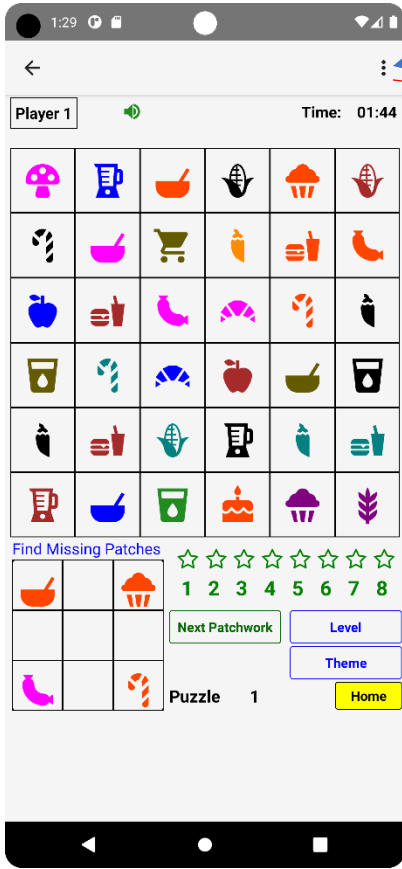 1:29
Player 1
Time: 01:44
Find Missing Patches
1 2 3 4 5 6 7 8
Next Patchwork
Level
Theme
Puzzle 1
Home